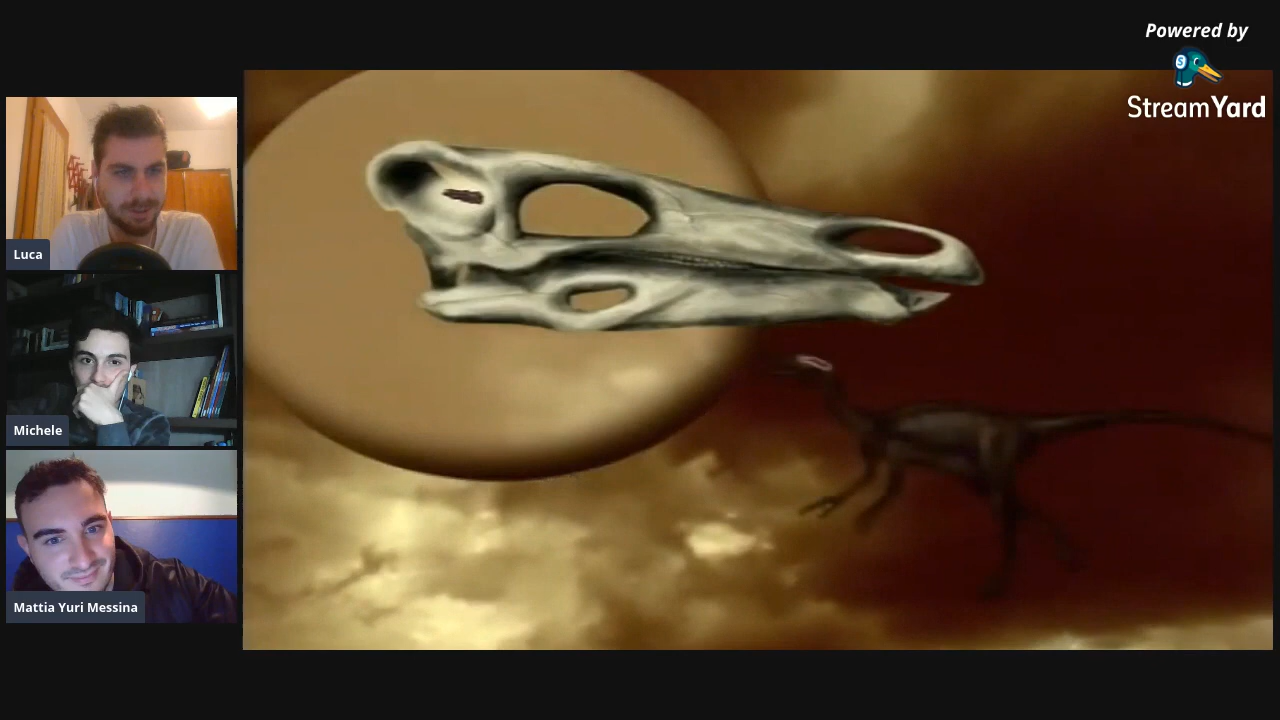 Powered by
StreamYard
Luca
Michele
Mattia Yuri Messina